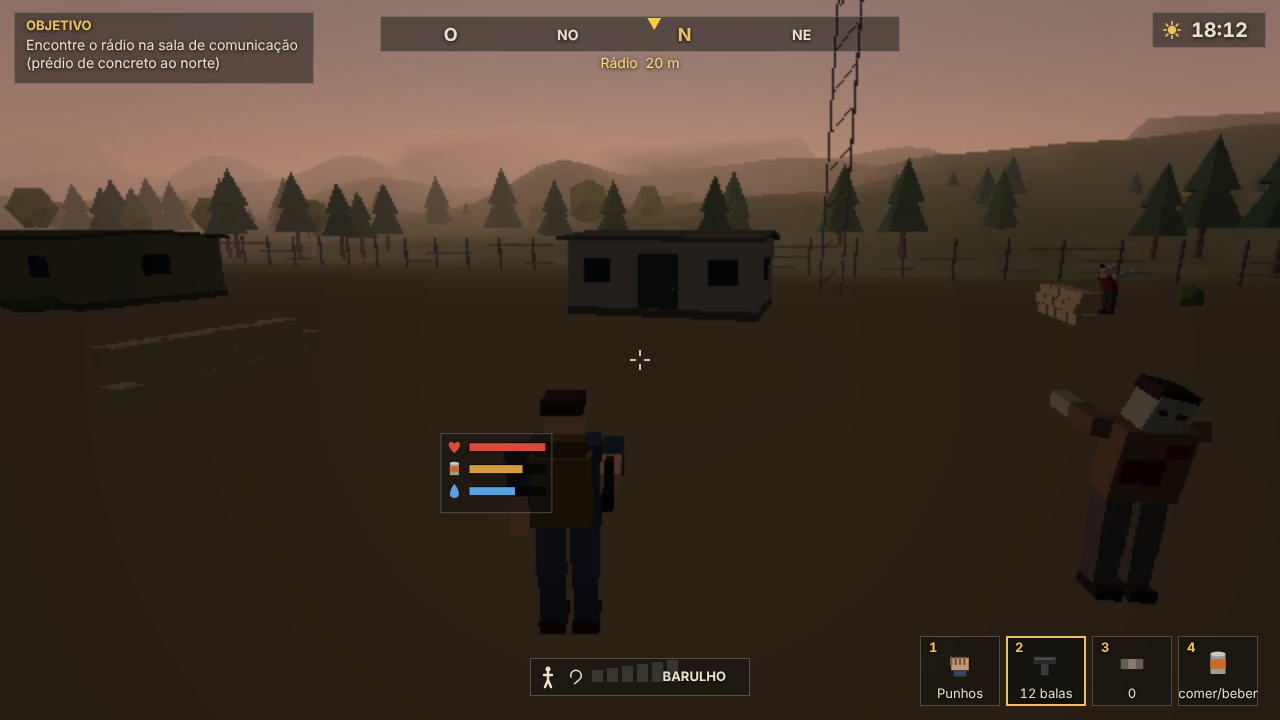 OBJETIVO
Encontre o rádio na sala de comunicação
(prédio de concreto ao norte)
O NO N NE
Rádio 20 m
18:12
BARULHO
1 2 3 4
Punhos 12 balas 0 comer/beber